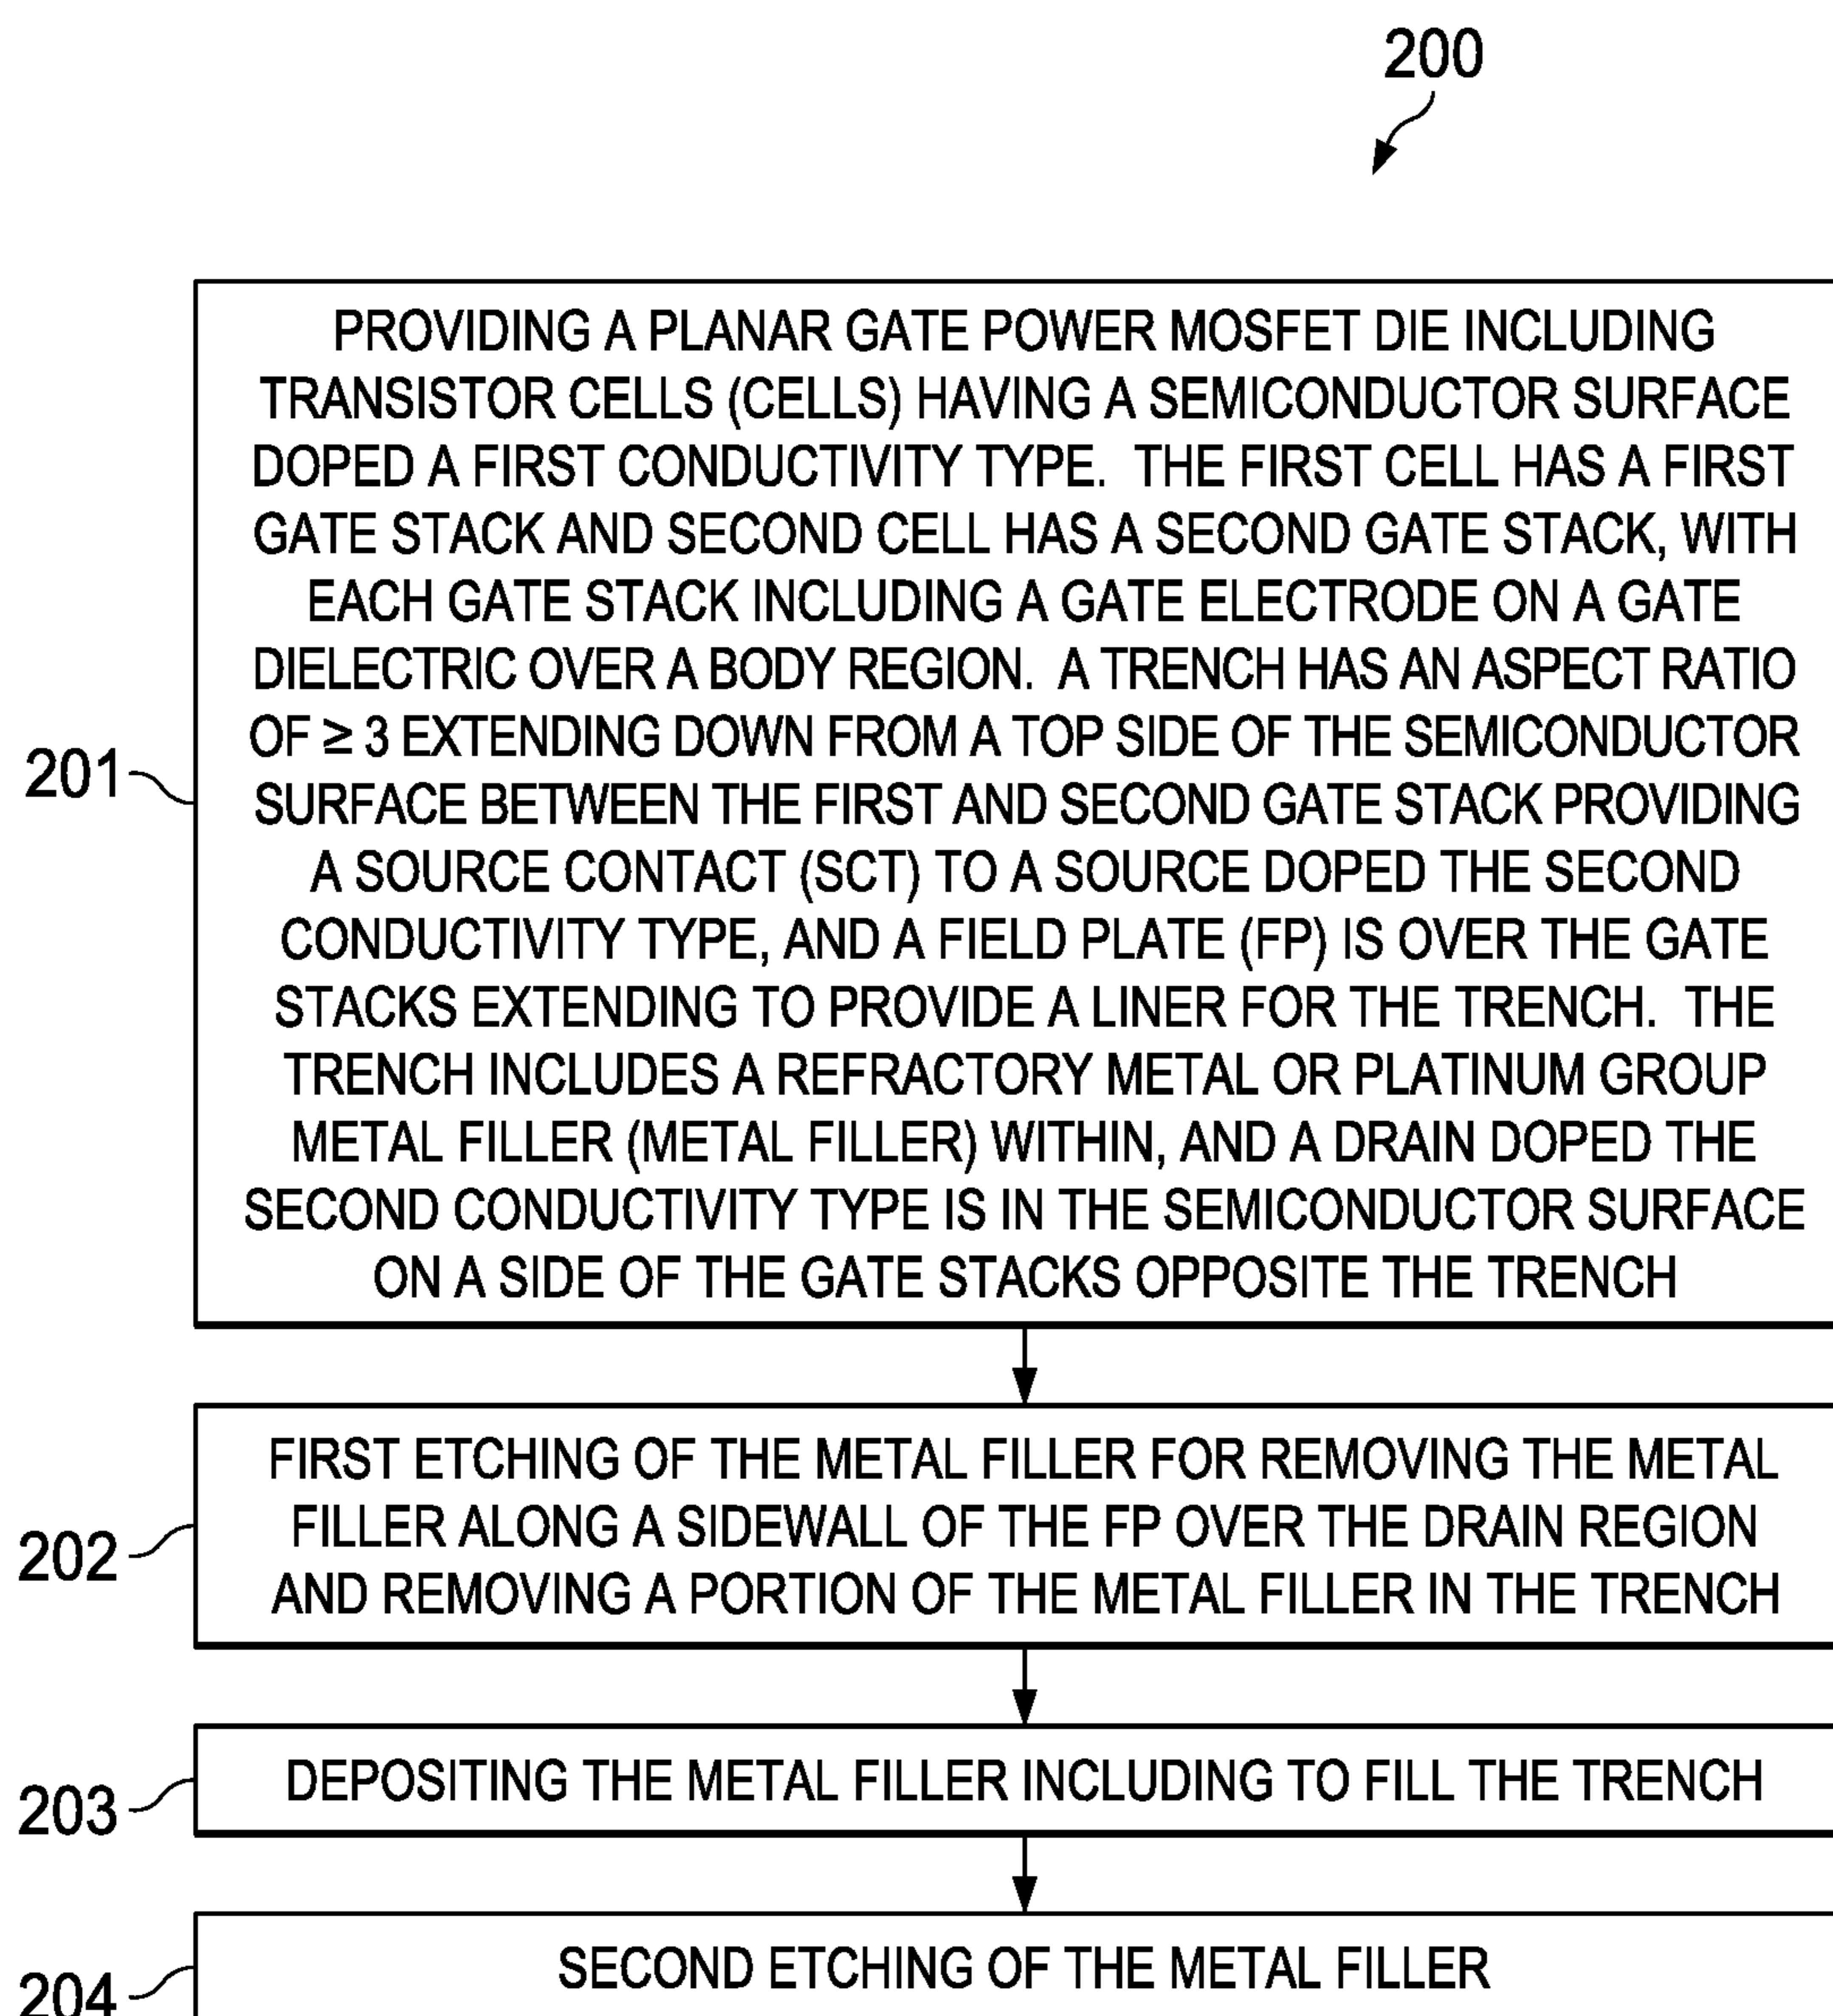 200
PROVIDING A PLANAR GATE POWER MOSFET DIE INCLUDING
TRANSISTOR CELLS (CELLS) HAVING A SEMICONDUCTOR SURFACE
DOPED A FIRST CONDUCTIVITY TYPE. THE FIRST CELL HAS A FIRST
GATE STACK AND SECOND CELL HAS A SECOND GATE STACK, WITH
EACH GATE STACK INCLUDING A GATE ELECTRODE ON A GATE
DIELECTRIC OVER A BODY REGION. A TRENCH HAS AN ASPECT RATIO
OF ≥ 3 EXTENDING DOWN FROM A TOP SIDE OF THE SEMICONDUCTOR
201
SURFACE BETWEEN THE FIRST AND SECOND GATE STACK PROVIDING
A SOURCE CONTACT (SCT) TO A SOURCE DOPED THE SECOND
CONDUCTIVITY TYPE, AND A FIELD PLATE (FP) IS OVER THE GATE
STACKS EXTENDING TO PROVIDE A LINER FOR THE TRENCH. THE
TRENCH INCLUDES A REFRACTORY METAL OR PLATINUM GROUP
METAL FILLER (METAL FILLER) WITHIN, AND A DRAIN DOPED THE
SECOND CONDUCTIVITY TYPE IS IN THE SEMICONDUCTOR SURFACE
ON A SIDE OF THE GATE STACKS OPPOSITE THE TRENCH
FIRST ETCHING OF THE METAL FILLER FOR REMOVING THE METAL
FILLER ALONG A SIDEWALL OF THE FP OVER THE DRAIN REGION
202
AND REMOVING A PORTION OF THE METAL FILLER IN THE TRENCH
DEPOSITING THE METAL FILLER INCLUDING TO FILL THE TRENCH
203
SECOND ETCHING OF THE METAL FILLER
204